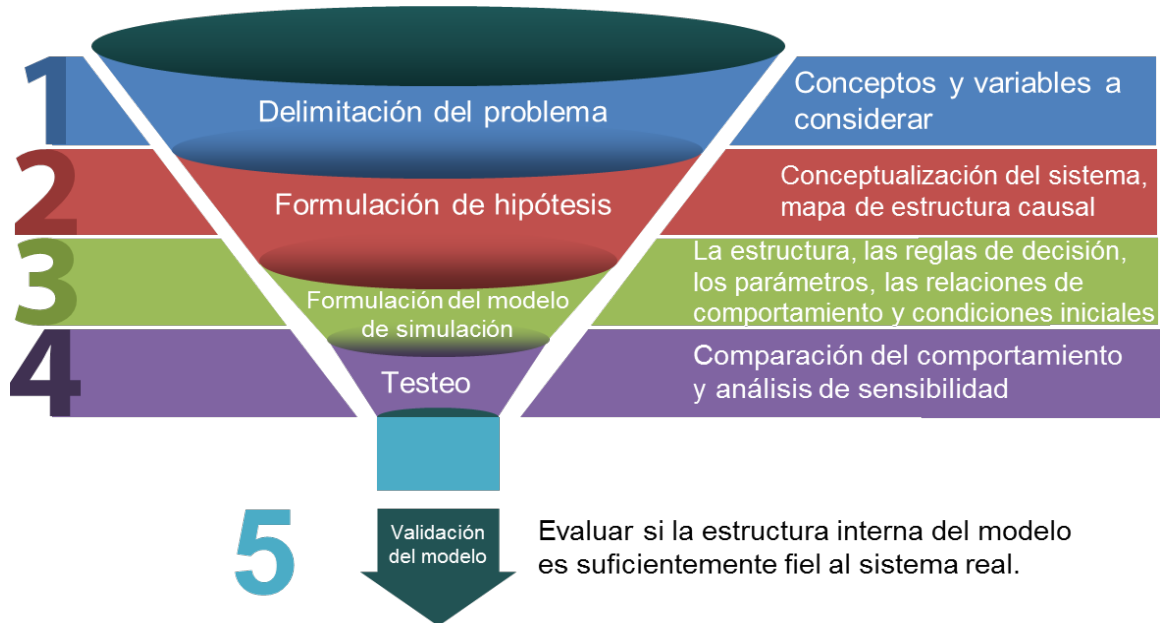 1
Delimitación del problema
Conceptos y variables a
considerar
2
Formulación de hipótesis
Conceptualización del sistema,
mapa de estructura causal
3
Formulación del modelo
de simulación
La estructura, las reglas de decisión,
los parámetros, las relaciones de
comportamiento y condiciones iniciales
4
Testeo
Comparación del comportamiento
y análisis de sensibilidad
5
Validación
del modelo
Evaluar si la estructura interna del modelo
es suficientemente fiel al sistema real.